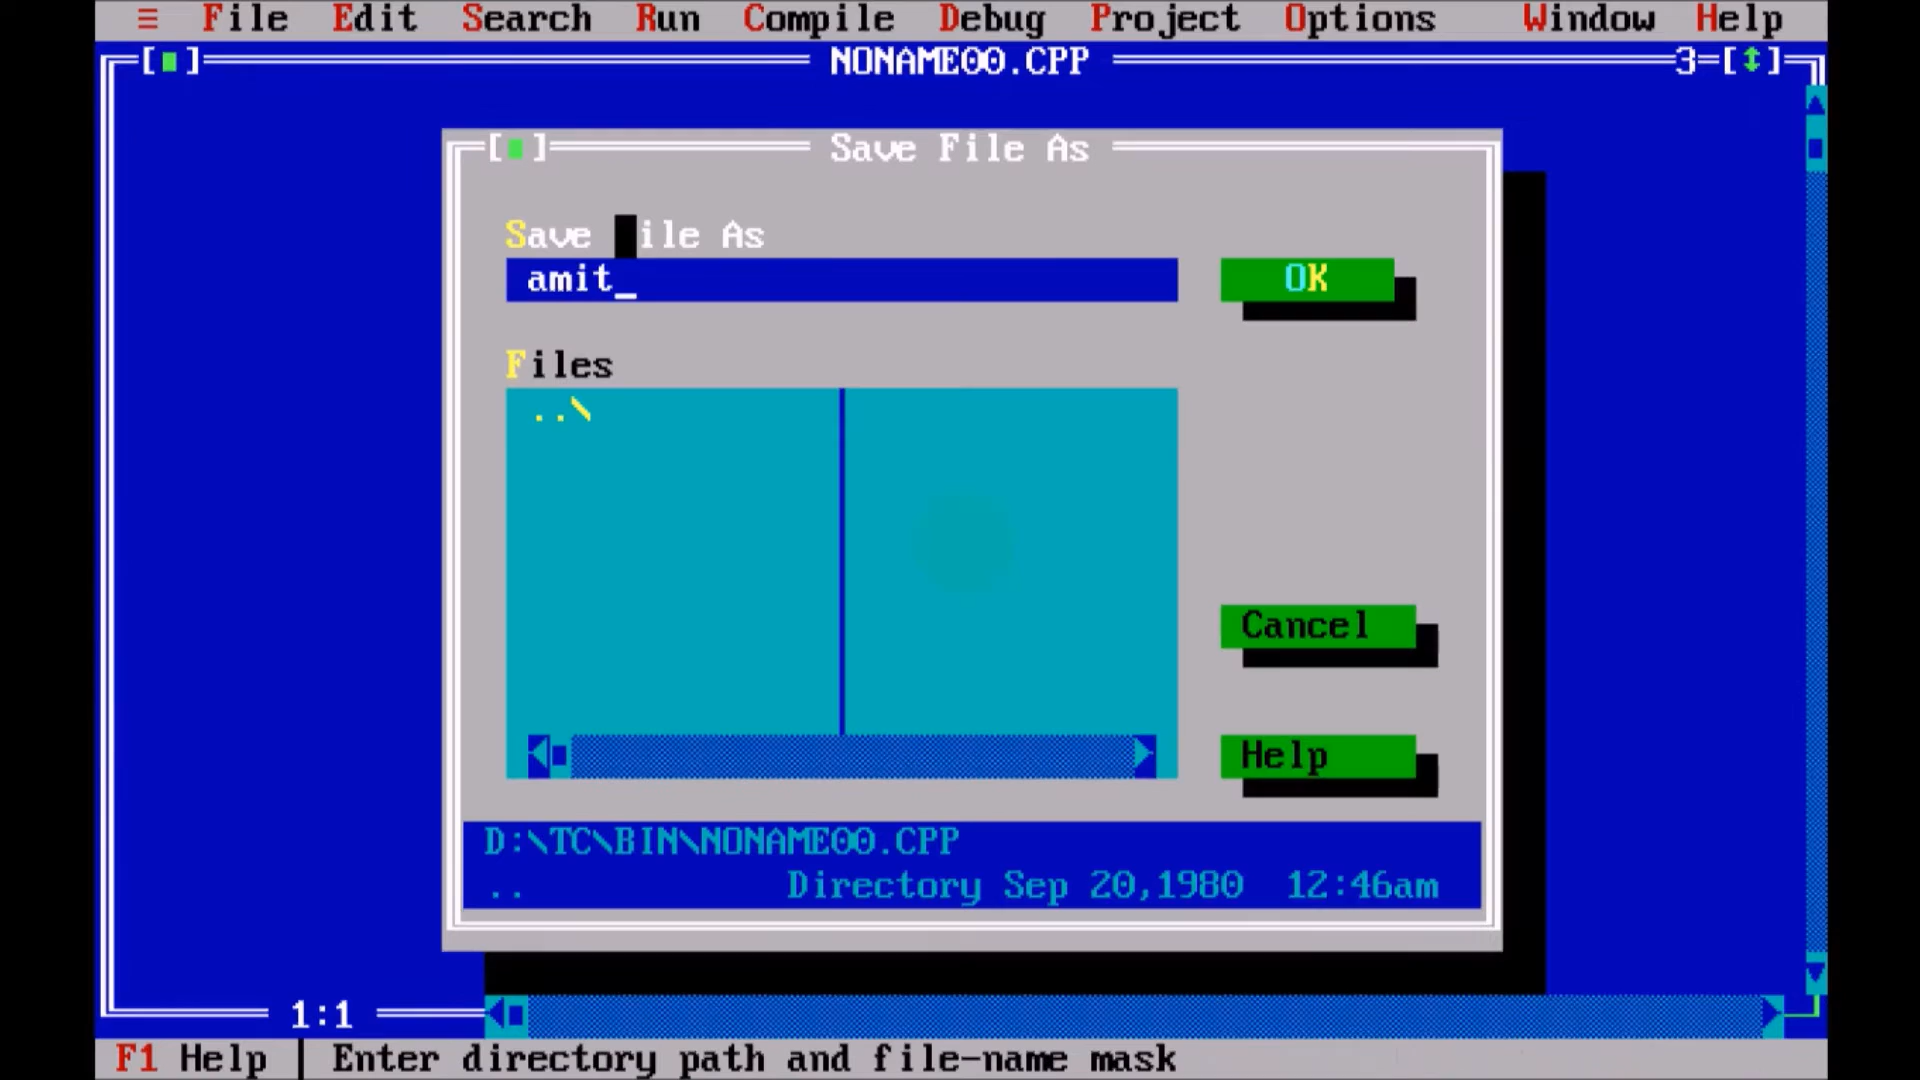 ≡ File Edit Search Run Compile Debug Project Options Window Help
[■] NONAME00.CPP 3=[↕]
[■] Save File As
Save ile As
amit_
OK
Files
..\
Cancel
Help
D:\TC\BIN\NONAME00.CPP
.. Directory Sep 20,1980 12:46am
1:1
F1 Help | Enter directory path and file-name mask